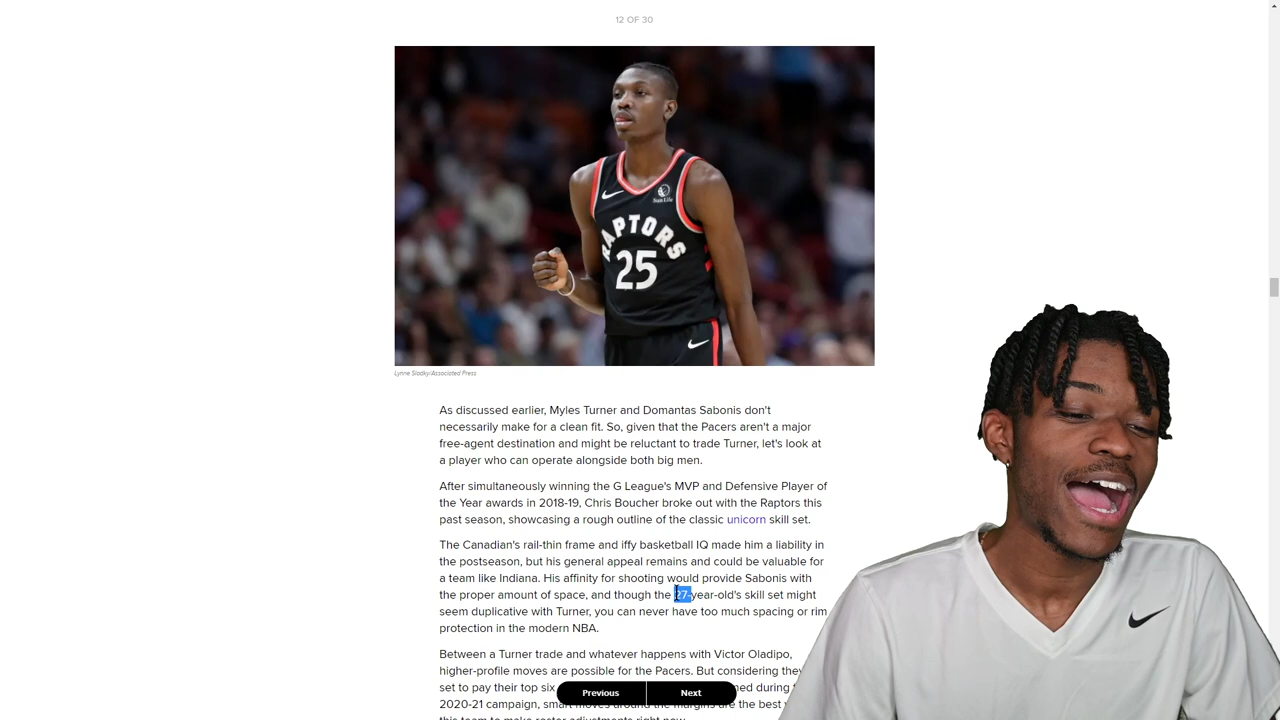 12 OF 30
Sun Life
RAPTORS
25
Lynne Sladky/Associated Press
As discussed earlier, Myles Turner and Domantas Sabonis don't
necessarily make for a clean fit. So, given that the Pacers aren't a major
free-agent destination and might be reluctant to trade Turner, let's look at
a player who can operate alongside both big men.
After simultaneously winning the G League's MVP and Defensive Player of
the Year awards in 2018-19, Chris Boucher broke out with the Raptors this
past season, showcasing a rough outline of the classic unicorn skill set.
The Canadian's rail-thin frame and iffy basketball IQ made him a liability in
the postseason, but his general appeal remains and could be valuable for
a team like Indiana. His affinity for shooting would provide Sabonis with
the proper amount of space, and though the 27-year-old's skill set might
seem duplicative with Turner, you can never have too much spacing or rim
protection in the modern NBA.
Between a Turner trade and whatever happens with Victor Oladipo,
higher-profile moves are possible for the Pacers. But considering they
set to pay their top six
Previous
Next
2020-21 campaign, smart moves around the margins are the best
this team to make roster adjustments right now.